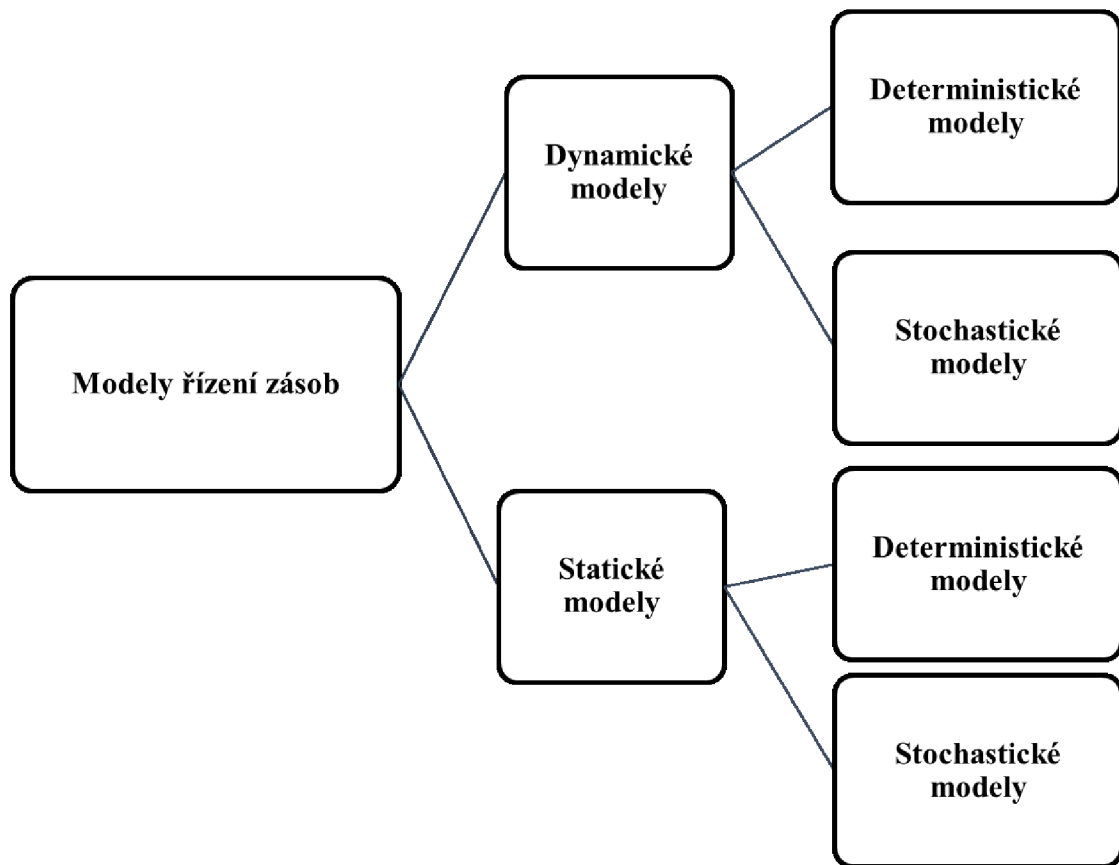 Deterministické
modely
Dynamické
modely
Stochastické
modely
Modely řízení zásob
Deterministické
modely
Statické
modely
Stochastické
modely